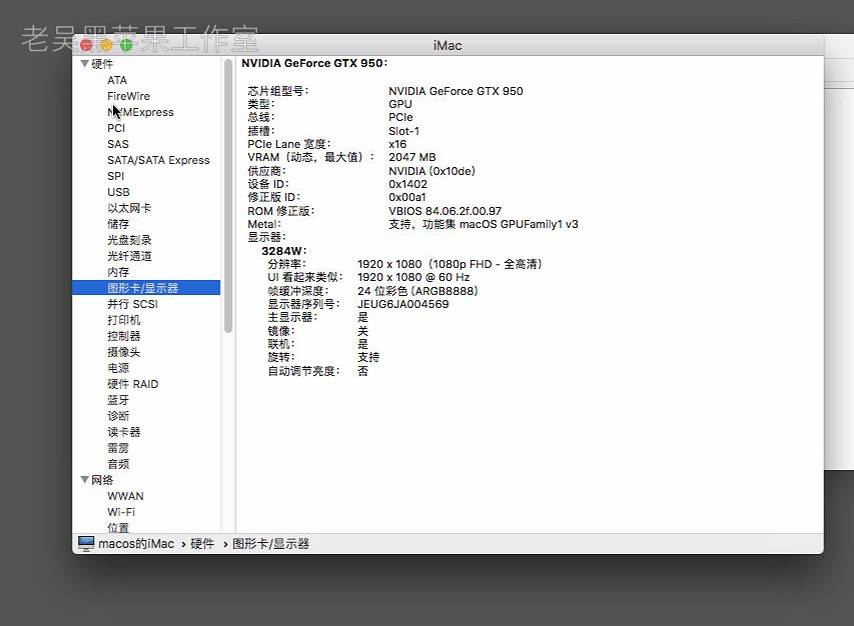 老吴黑苹果工作室
iMac
硬件
ATA
FireWire
NVMExpress
PCI
SAS
SATA/SATA Express
SPI
USB
以太网卡
储存
光盘刻录
光纤通道
内存
图形卡/显示器
并行 SCSI
打印机
控制器
摄像头
电源
硬件 RAID
蓝牙
诊断
读卡器
雷雳
音频
网络
WWAN
Wi-Fi
位置
NVIDIA GeForce GTX 950：
芯片组型号： NVIDIA GeForce GTX 950
类型： GPU
总线： PCIe
插槽： Slot-1
PCIe Lane 宽度： x16
VRAM（动态，最大值）： 2047 MB
供应商： NVIDIA (0x10de)
设备 ID： 0x1402
修正版 ID： 0x00a1
ROM 修正版： VBIOS 84.06.2f.00.97
Metal： 支持，功能集 macOS GPUFamily1 v3
显示器：
3284W：
分辨率： 1920 x 1080（1080p FHD - 全高清）
UI 看起来类似： 1920 x 1080 @ 60 Hz
帧缓冲深度： 24 位彩色 (ARGB8888)
显示器序列号： JEUG6JA004569
主显示器： 是
镜像： 关
联机： 是
旋转： 支持
自动调节亮度： 否
macos的iMac › 硬件 › 图形卡/显示器